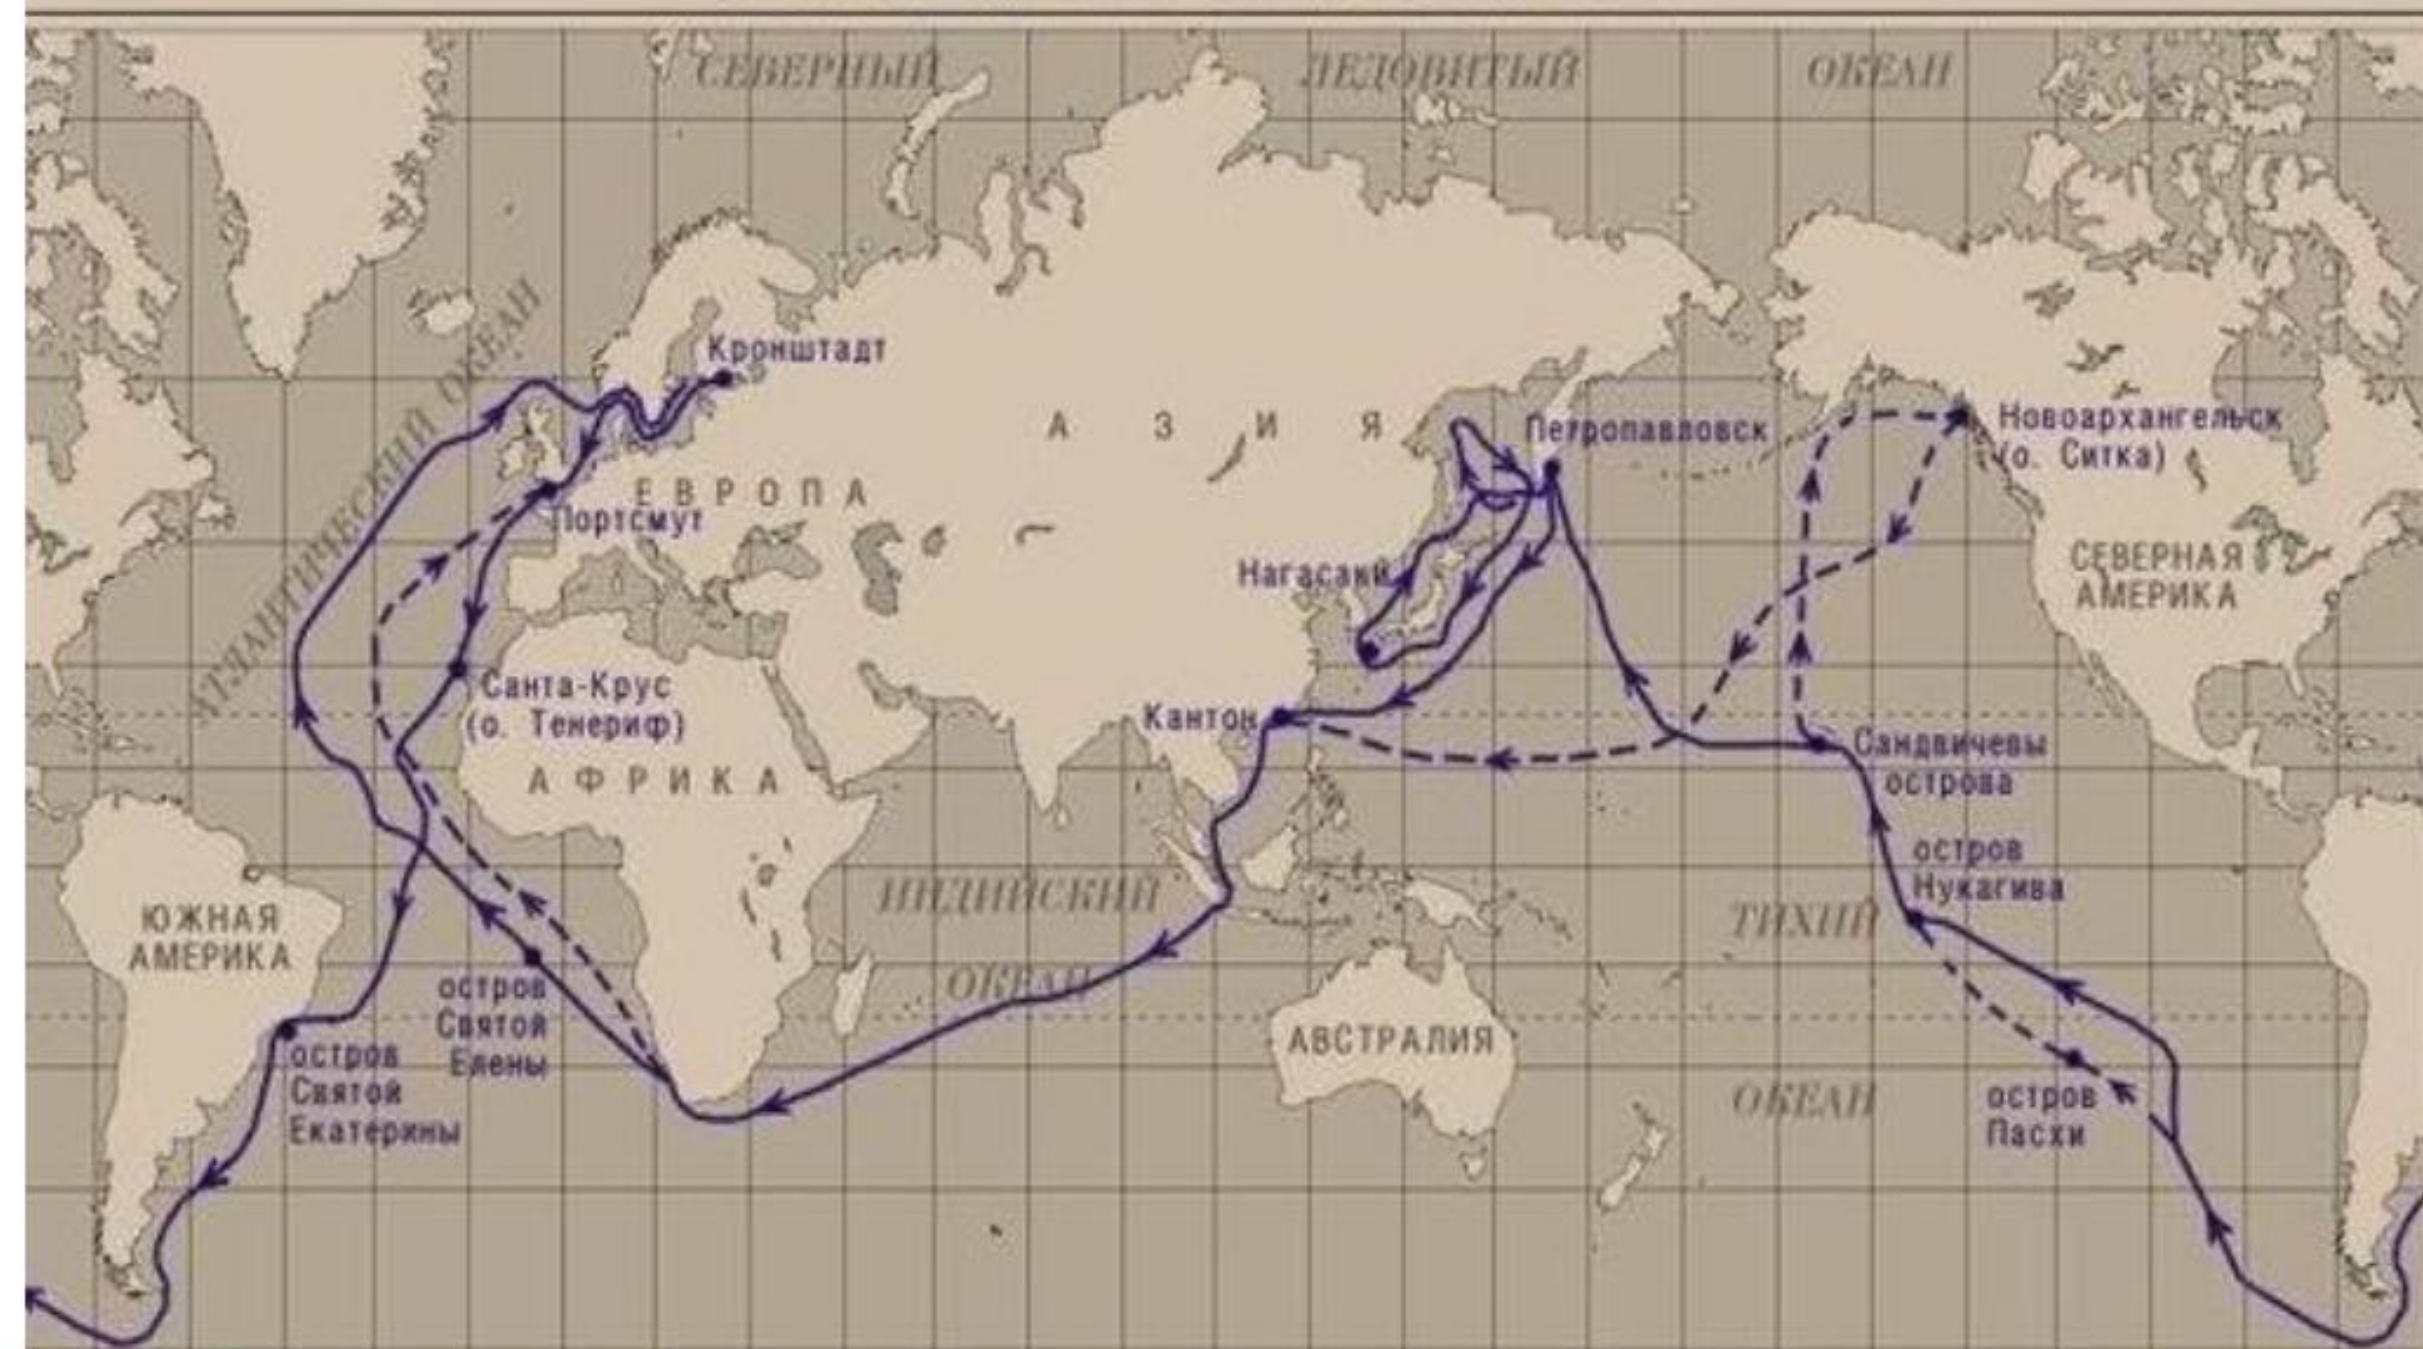 СЕВЕРНЫЙ ЛЕДОВИТЫЙ ОКЕАН
АТЛАНТИЧЕСКИЙ ОКЕАН
Кронштадт
А З И Я
Петропавловск
Новоархангельск
(о. Ситка)
ЕВРОПА
Портсмут
Нагасаки
СЕВЕРНАЯ
АМЕРИКА
Санта-Крус
(о. Тенериф)
Кантон
Сандвичевы
острова
АФРИКА
остров
Нукагива
ИНДИЙСКИЙ
ОКЕАН
ТИХИЙ
ОКЕАН
ЮЖНАЯ
АМЕРИКА
остров
Святой
Елены
остров
Святой
Екатерины
АВСТРАЛИЯ
остров
Пасхи